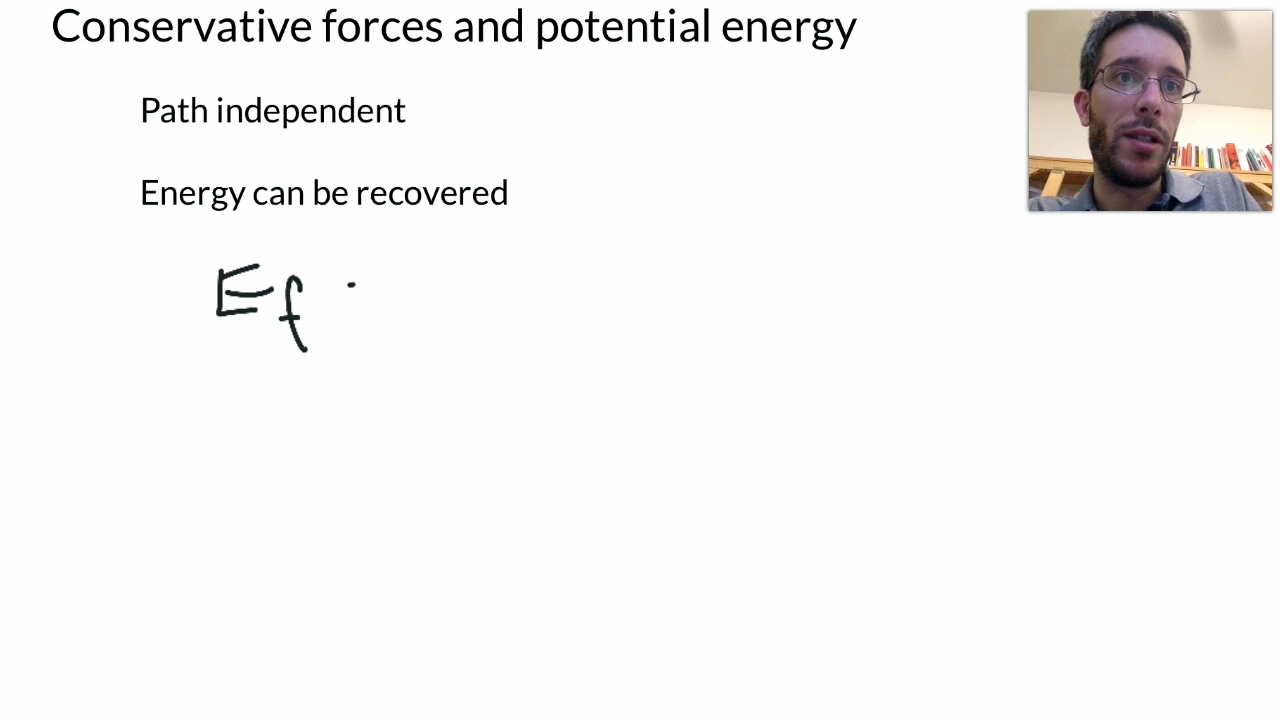 Conservative forces and potential energy
Path independent
Energy can be recovered
Ef